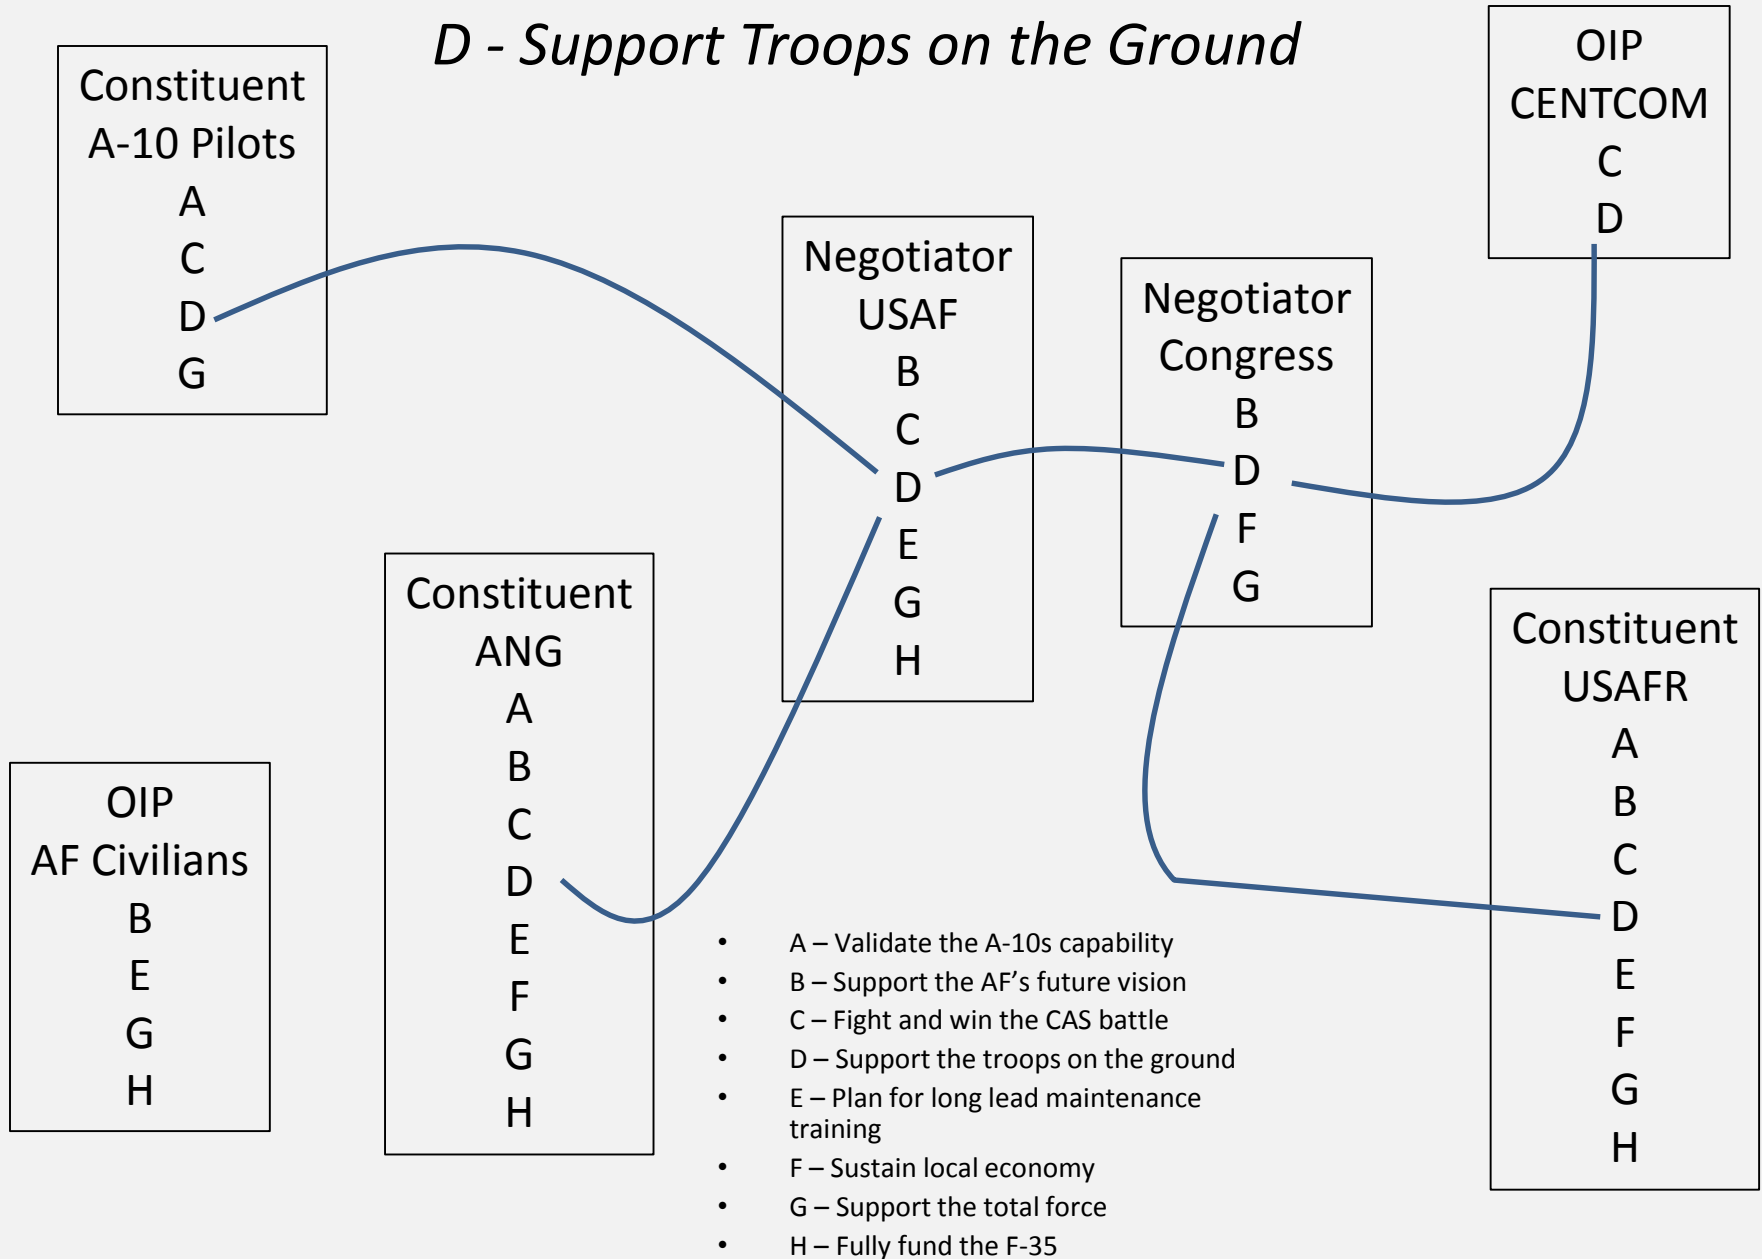 D - Support Troops on the Ground
Constituent
A-10 Pilots
A
C
D
G
Negotiator
USAF
B
C
D
E
G
H
Negotiator
Congress
B
D
F
G
OIP
CENTCOM
C
D
OIP
AF Civilians
B
E
G
H
Constituent
ANG
A
B
C
D
E
F
G
H
Constituent
USAFR
A
B
C
D
E
F
G
H
• A – Validate the A-10s capability
• B – Support the AF’s future vision
• C – Fight and win the CAS battle
• D – Support the troops on the ground
• E – Plan for long lead maintenance
training
• F – Sustain local economy
• G – Support the total force
• H – Fully fund the F-35